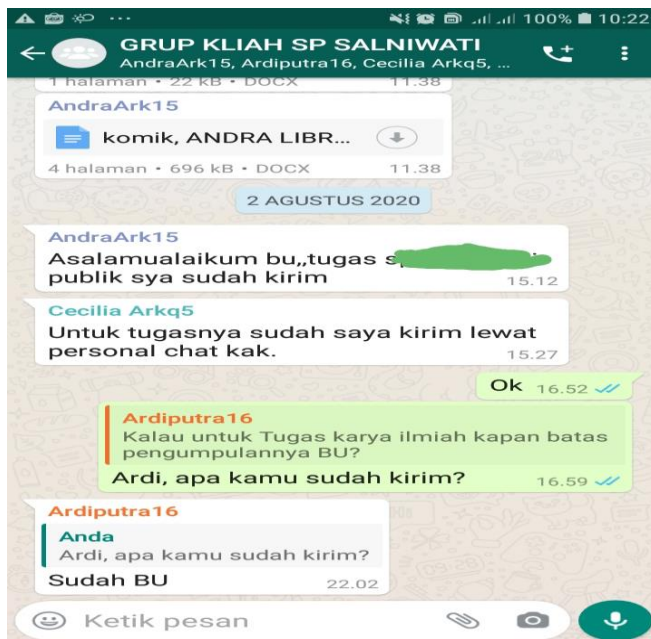 100% 10:22
GRUP KLIAH SP SALNIWATI
AndraArk15, Ardiputra16, Cecilia Arkq5, ...
1 halaman • 22 kB • DOCX 11.38
AndraArk15
komik, ANDRA LIBR...
4 halaman • 696 kB • DOCX 11.38
2 AGUSTUS 2020
AndraArk15
Asalamualaikum bu,,tugas
publik sya sudah kirim 15.12
Cecilia Arkq5
Untuk tugasnya sudah saya kirim lewat
personal chat kak. 15.27
Ok 16.52
Ardiputra16
Kalau untuk Tugas karya ilmiah kapan batas
pengumpulannya BU?
Ardi, apa kamu sudah kirim? 16.59
Ardiputra16
Anda
Ardi, apa kamu sudah kirim?
Sudah BU 22.02
Ketik pesan